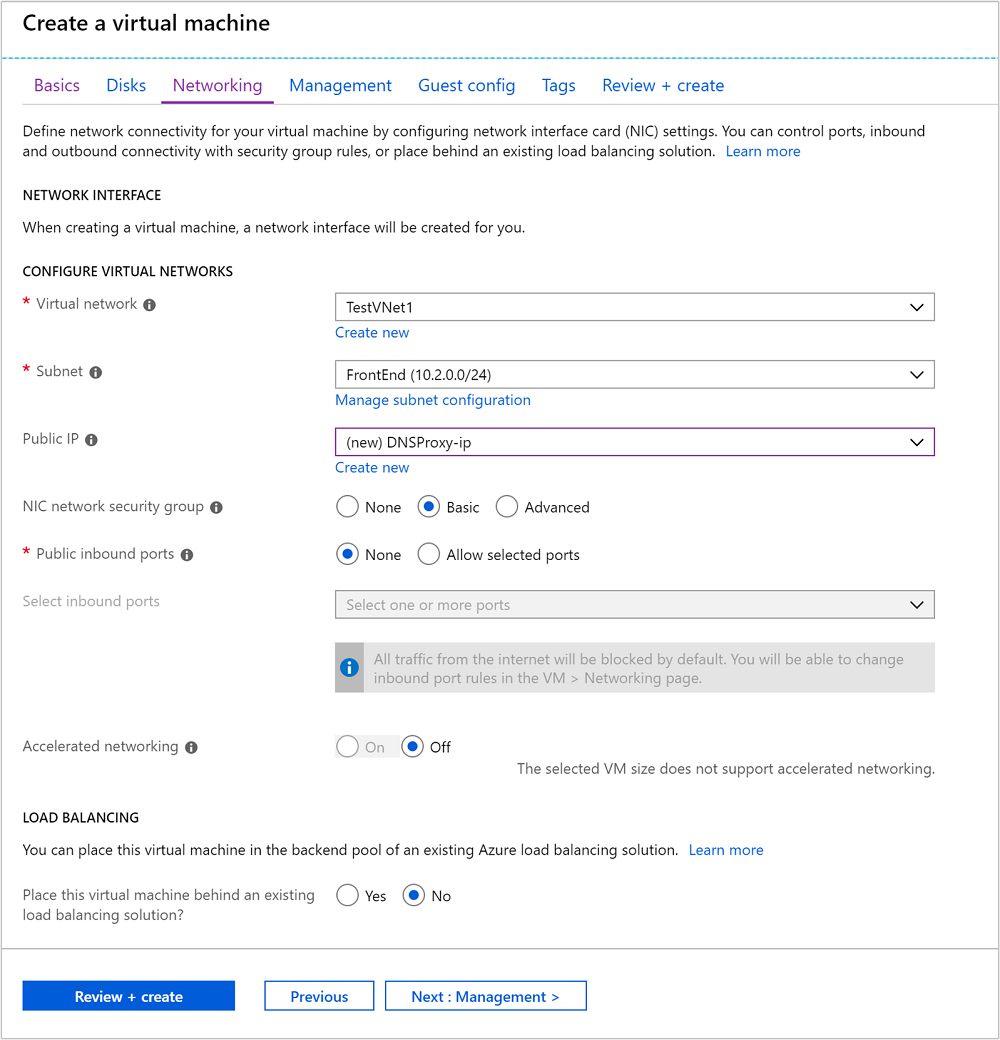 Create a virtual machine
Basics Disks Networking Management Guest config Tags Review + create
Define network connectivity for your virtual machine by configuring network interface card (NIC) settings. You can control ports, inbound
and outbound connectivity with security group rules, or place behind an existing load balancing solution. Learn more
NETWORK INTERFACE
When creating a virtual machine, a network interface will be created for you.
CONFIGURE VIRTUAL NETWORKS
* Virtual network
TestVNet1
Create new
* Subnet
FrontEnd (10.2.0.0/24)
Manage subnet configuration
Public IP
(new) DNSProxy-ip
Create new
NIC network security group
None Basic Advanced
* Public inbound ports
None Allow selected ports
Select inbound ports
Select one or more ports
All traffic from the internet will be blocked by default. You will be able to change
inbound port rules in the VM > Networking page.
Accelerated networking
On Off
The selected VM size does not support accelerated networking.
LOAD BALANCING
You can place this virtual machine in the backend pool of an existing Azure load balancing solution. Learn more
Place this virtual machine behind an existing
load balancing solution?
Yes No
Review + create Previous Next : Management >